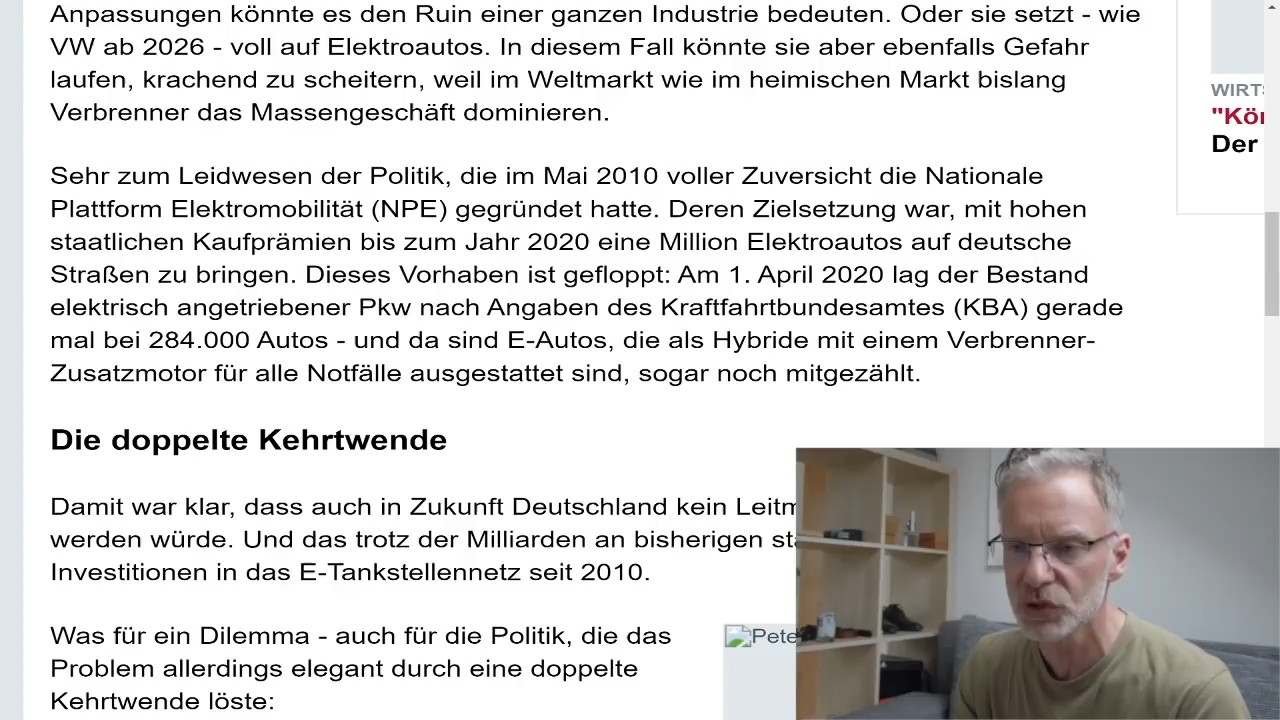 Anpassungen könnte es den Ruin einer ganzen Industrie bedeuten. Oder sie setzt - wie
VW ab 2026 - voll auf Elektroautos. In diesem Fall könnte sie aber ebenfalls Gefahr
laufen, krachend zu scheitern, weil im Weltmarkt wie im heimischen Markt bislang
Verbrenner das Massengeschäft dominieren.
Sehr zum Leidwesen der Politik, die im Mai 2010 voller Zuversicht die Nationale
Plattform Elektromobilität (NPE) gegründet hatte. Deren Zielsetzung war, mit hohen
staatlichen Kaufprämien bis zum Jahr 2020 eine Million Elektroautos auf deutsche
Straßen zu bringen. Dieses Vorhaben ist gefloppt: Am 1. April 2020 lag der Bestand
elektrisch angetriebener Pkw nach Angaben des Kraftfahrtbundesamtes (KBA) gerade
mal bei 284.000 Autos - und da sind E-Autos, die als Hybride mit einem Verbrenner-
Zusatzmotor für alle Notfälle ausgestattet sind, sogar noch mitgezählt.
Die doppelte Kehrtwende
Damit war klar, dass auch in Zukunft Deutschland kein
werden würde. Und das trotz der Milliarden an bisherigen
Investitionen in das E-Tankstellennetz seit 2010.
Was für ein Dilemma - auch für die Politik, die das
Problem allerdings elegant durch eine doppelte
Kehrtwende löste:
Pete
WIRTS
"Kör
Der